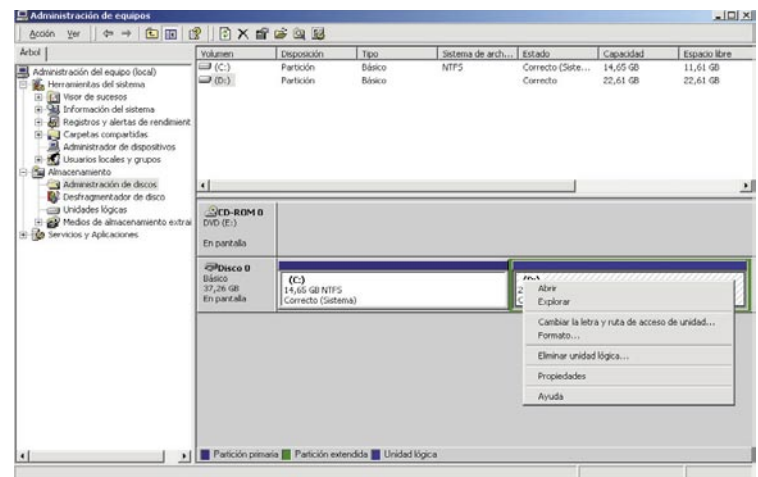 Administración de equipos
Acción Ver
Árbol
Administración del equipo (local)
Herramientas del sistema
Visor de sucesos
Información del sistema
Registros y alertas de rendimient
Carpetas compartidas
Administrador de dispositivos
Usuarios locales y grupos
Almacenamiento
Administración de discos
Desfragmentador de disco
Unidades lógicas
Medios de almacenamiento extrai
Servicios y Aplicaciones
Volumen Disposición Tipo Sistema de arch... Estado Capacidad Espacio libre
(C:) Partición Básico NTFS Correcto (Siste... 14,65 GB 11,61 GB
(D:) Partición Básico Correcto 22,61 GB 22,61 GB
CD-ROM 0
DVD (E:)
En pantalla
Disco 0
Básico
37,26 GB
En pantalla
(C:)
14,65 GB NTFS
Correcto (Sistema)
(D:)
2
C
Abrir
Explorar
Cambiar la letra y ruta de acceso de unidad...
Formato...
Eliminar unidad lógica...
Propiedades
Ayuda
Partición primaria Partición extendida Unidad lógica